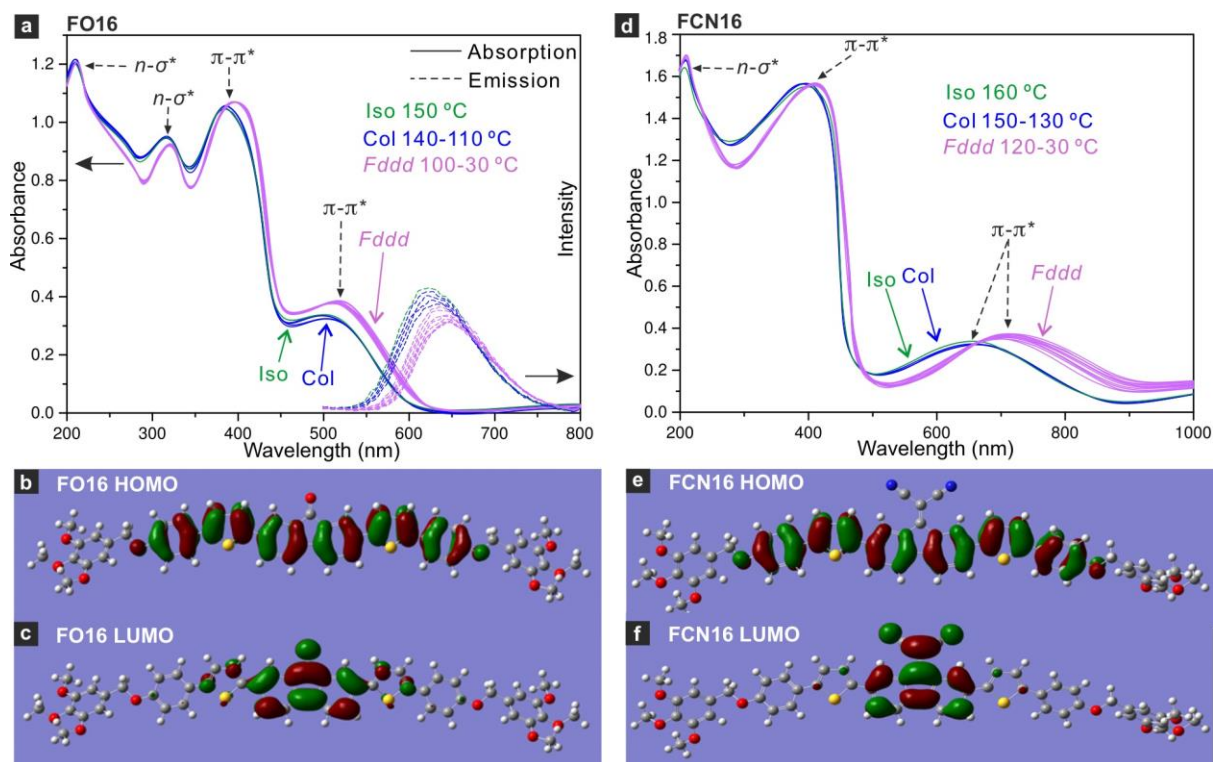 a FO16
1.2
1.0
0.8
0.6
0.4
0.2
0.0
Absorbance
n-σ*
n-σ*
π-π*
Absorption
Emission
Iso 150 ºC
Col 140-110 ºC
Fddd 100-30 ºC
π-π*
Fddd
Iso
Col
Intensity
200 300 400 500 600 700 800
Wavelength (nm)
d FCN16
1.8
1.6
1.4
1.2
1.0
0.8
0.6
0.4
0.2
0.0
Absorbance
n-σ*
π-π*
Iso 160 ºC
Col 150-130 ºC
Fddd 120-30 ºC
π-π*
Iso Col
Fddd
200 400 600 800 1000
Wavelength (nm)
b FO16 HOMO
c FO16 LUMO
e FCN16 HOMO
f FCN16 LUMO